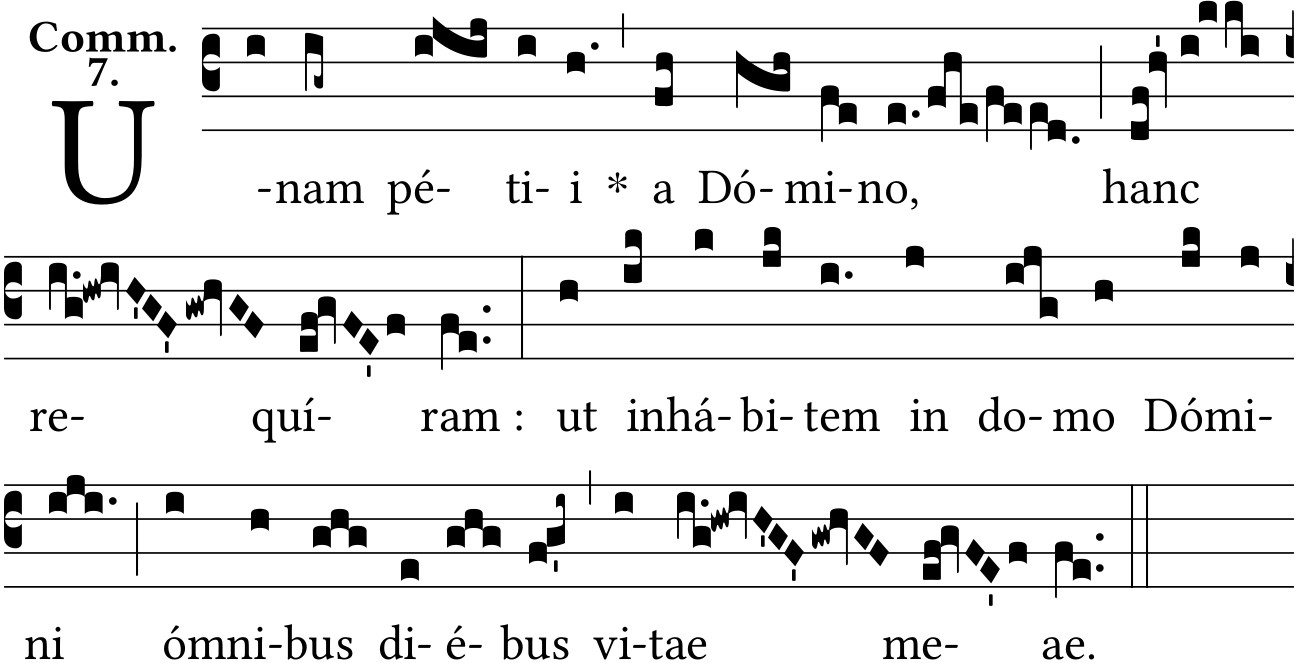 Comm.
7.
U -nam pé- ti- i * a Dó- mi- no, hanc
re- quí- ram : ut inhá- bi- tem in do- mo Dómi-
ni ómni-bus di- é- bus vi-tae me- ae.